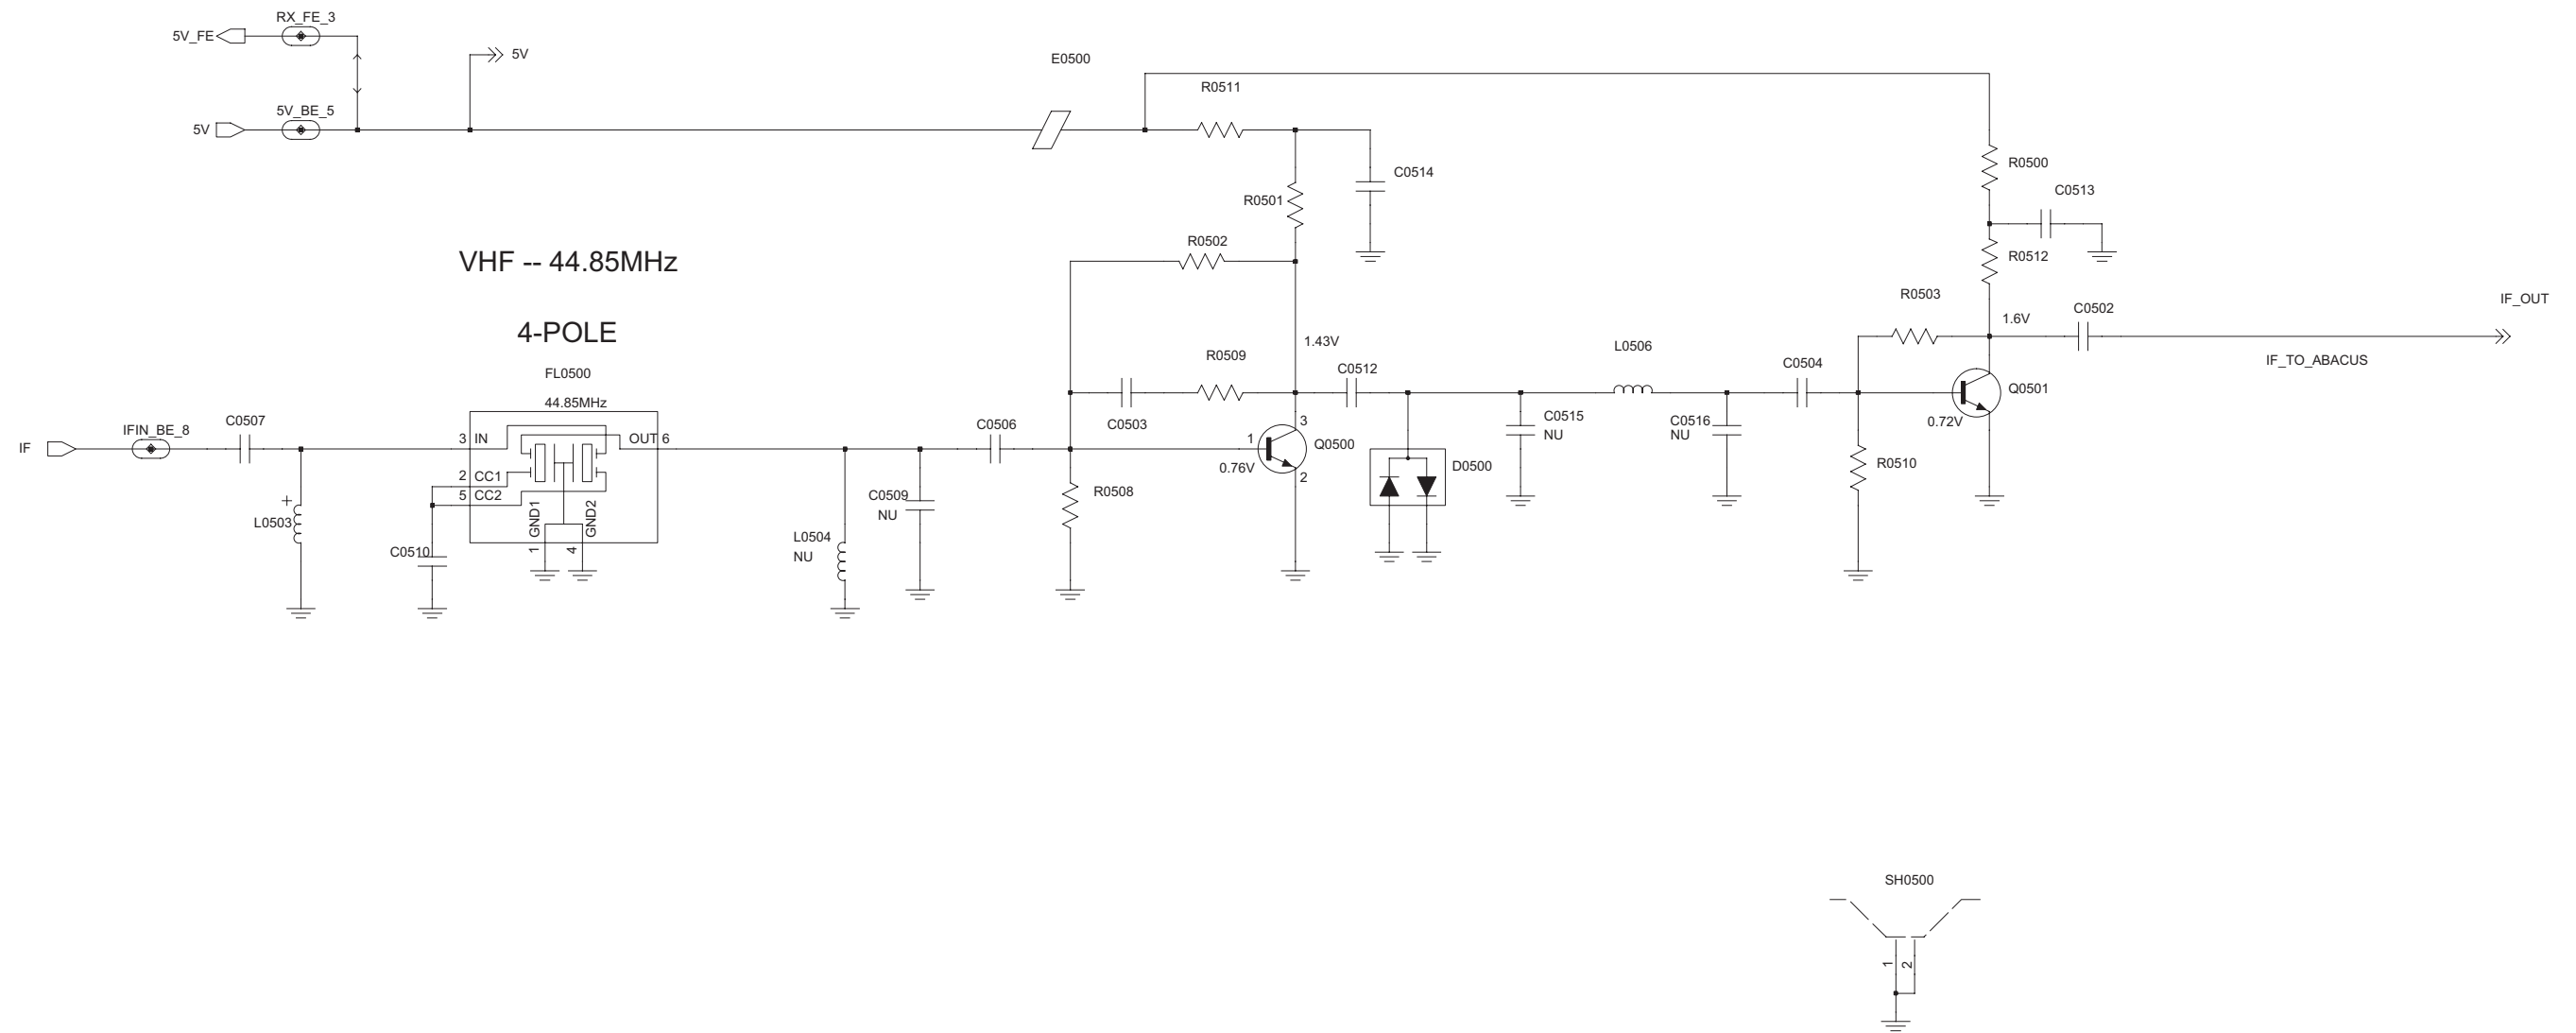 RX_FE_3
5V_FE
5V
E0500
R0511
5V_BE_5
5V
R0500
C0514
C0513
R0501
R0502
R0512
VHF -- 44.85MHz
R0503
IF_OUT
C0502
1.6V
4-POLE
1.43V
L0506
R0509
IF_TO_ABACUS
C0504
C0512
FL0500
Q0501
44.85MHz
C0515
NU
C0516
NU
0.72V
C0507
C0506
C0503
3
IFIN_BE_8
3 IN
OUT 6
1
Q0500
IF
0.76V
D0500
R0510
2 CC1
2
5 CC2
C0509
NU
R0508
L0503
+
GND1
GND2
L0504
NU
C0510
1
4
SH0500
1
2